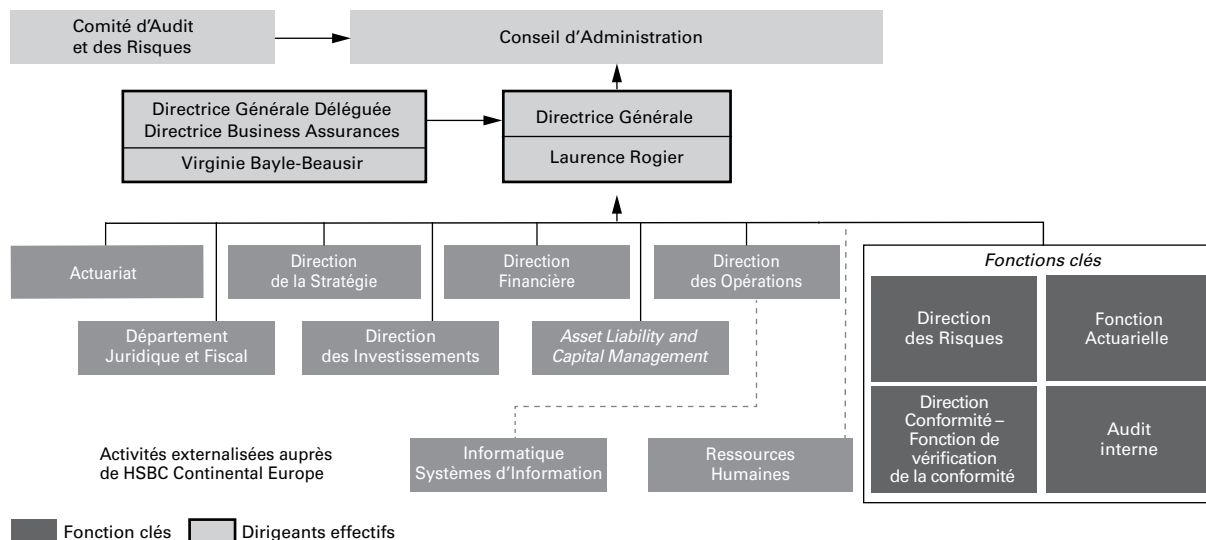 Comité d'Audit
et des Risques
Conseil d'Administration
Directrice Générale Déléguée
Directrice Business Assurances
Virginie Bayle-Beausir
Directrice Générale
Laurence Rogier
Actuariat
Direction
de la Stratégie
Direction
Financière
Direction
des Opérations
Département
Juridique et Fiscal
Direction
des Investissements
Asset Liability and
Capital Management
Fonctions clés
Direction
des Risques
Fonction
Actuarielle
Direction
Conformité –
Fonction de
vérification
de la conformité
Audit
interne
Activités externalisées auprès
de HSBC Continental Europe
Informatique
Systèmes d'Information
Ressources
Humaines
Fonction clés
Dirigeants effectifs